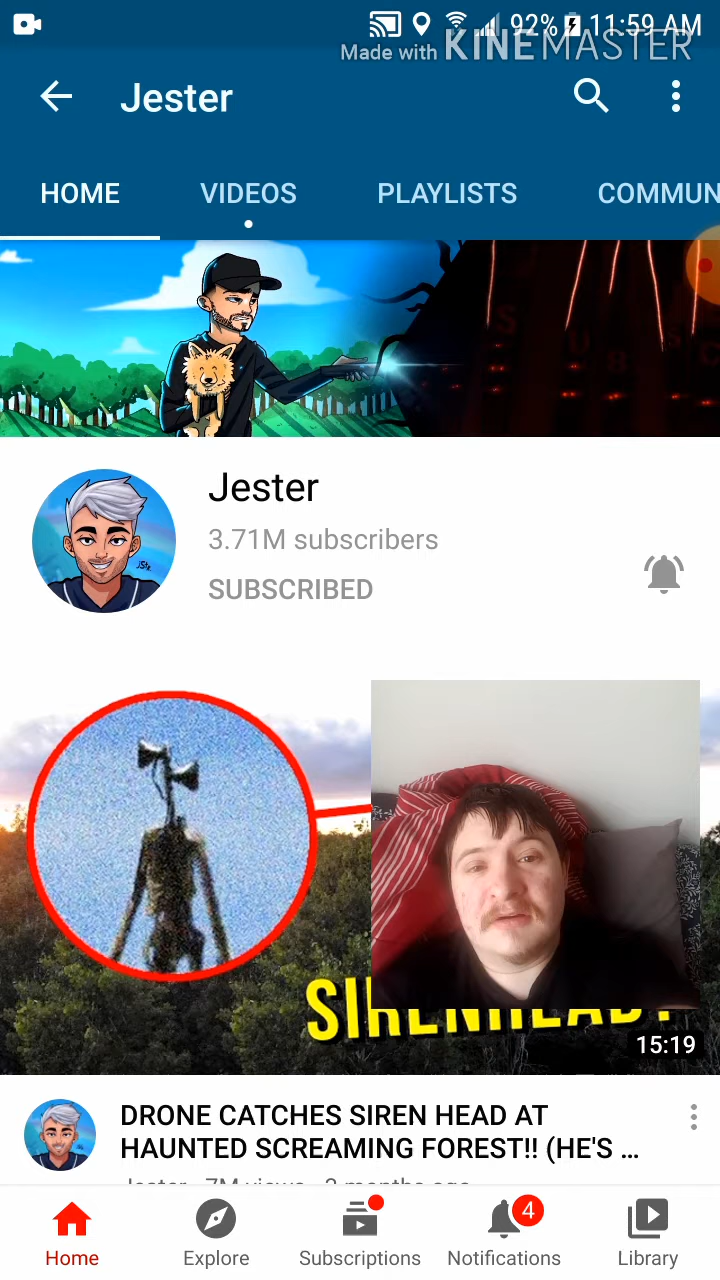 92% 11:59 AM
Made with KINEMASTER
Jester
HOME VIDEOS PLAYLISTS COMMUN
Jester
3.71M subscribers
SUBSCRIBED
15:19
DRONE CATCHES SIREN HEAD AT
HAUNTED SCREAMING FOREST!! (HE'S ...
4
Home Explore Subscriptions Notifications Library